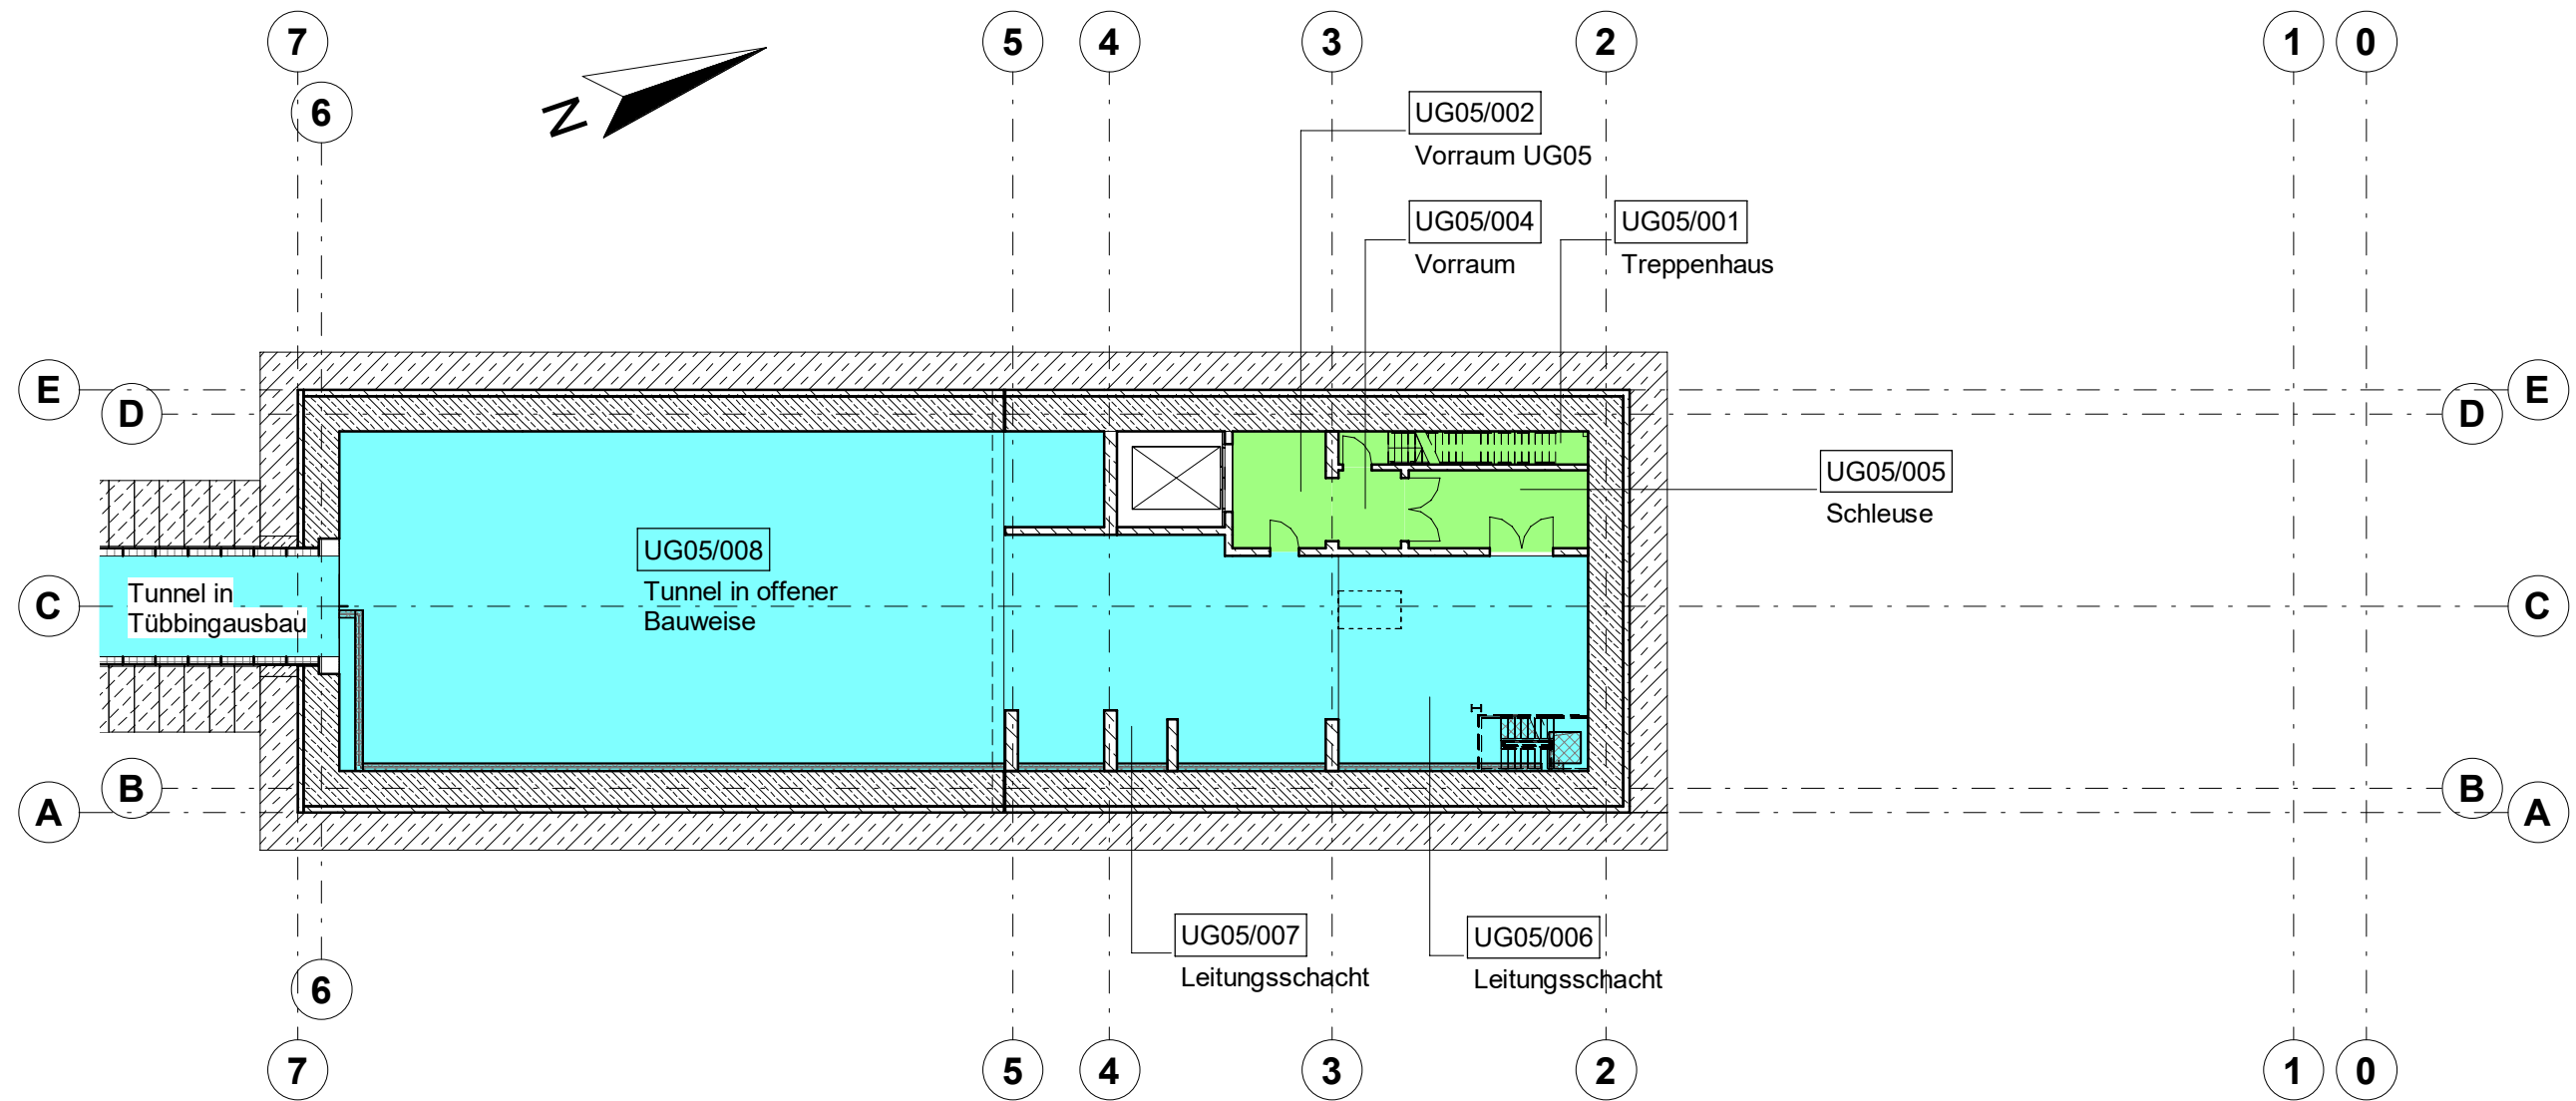 7
5
4
3
2
1
0
6
N
UG05/002
Vorraum UG05
UG05/004
Vorraum
UG05/001
Treppenhaus
E
E
D
D
UG05/005
Schleuse
UG05/008
Tunnel in offener
Bauweise
Tunnel in
Tübbingausbau
C
C
B
B
A
A
UG05/007
Leitungsschacht
UG05/006
Leitungsschacht
6
7
5
4
3
2
1
0